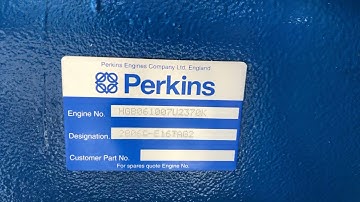 Perkins Engines Company Ltd, England
Perkins
Engine No. HGB061007U2370K
Designation. 2806C-E16TAG2
Customer Part No.
For spares quote Engine No.